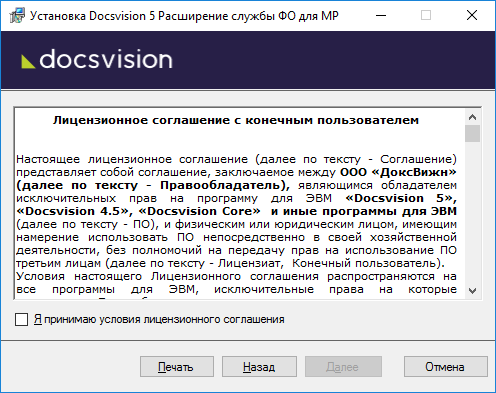 Установка Docsvision 5 Расширение службы ФО для МР
docsvision
Лицензионное соглашение с конечным пользователем
Настоящее лицензионное соглашение (далее по тексту - Соглашение)
представляет собой соглашение, заключаемое между ООО «ДоксВижн»
(далее по тексту - Правообладатель), являющимся обладателем
исключительных прав на программу для ЭВМ «Docsvision 5»,
«Docsvision 4.5», «Docsvision Core» и иные программы для ЭВМ
(далее по тексту - ПО), и физическим или юридическим лицом, имеющим
намерение использовать ПО непосредственно в своей хозяйственной
деятельности, без полномочий на передачу прав на использование ПО
третьим лицам (далее по тексту - Лицензиат, Конечный пользователь).
Условия настоящего Лицензионного соглашения распространяются на
все программы для ЭВМ, исключительные права на которые
Я принимаю условия лицензионного соглашения
Печать
Назад
Далее
Отмена